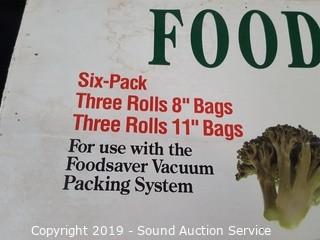 FOOD
Six-Pack
Three Rolls 8" Bags
Three Rolls 11" Bags
For use with the
Foodsaver Vacuum
Packing System
Copyright 2019 - Sound Auction Service